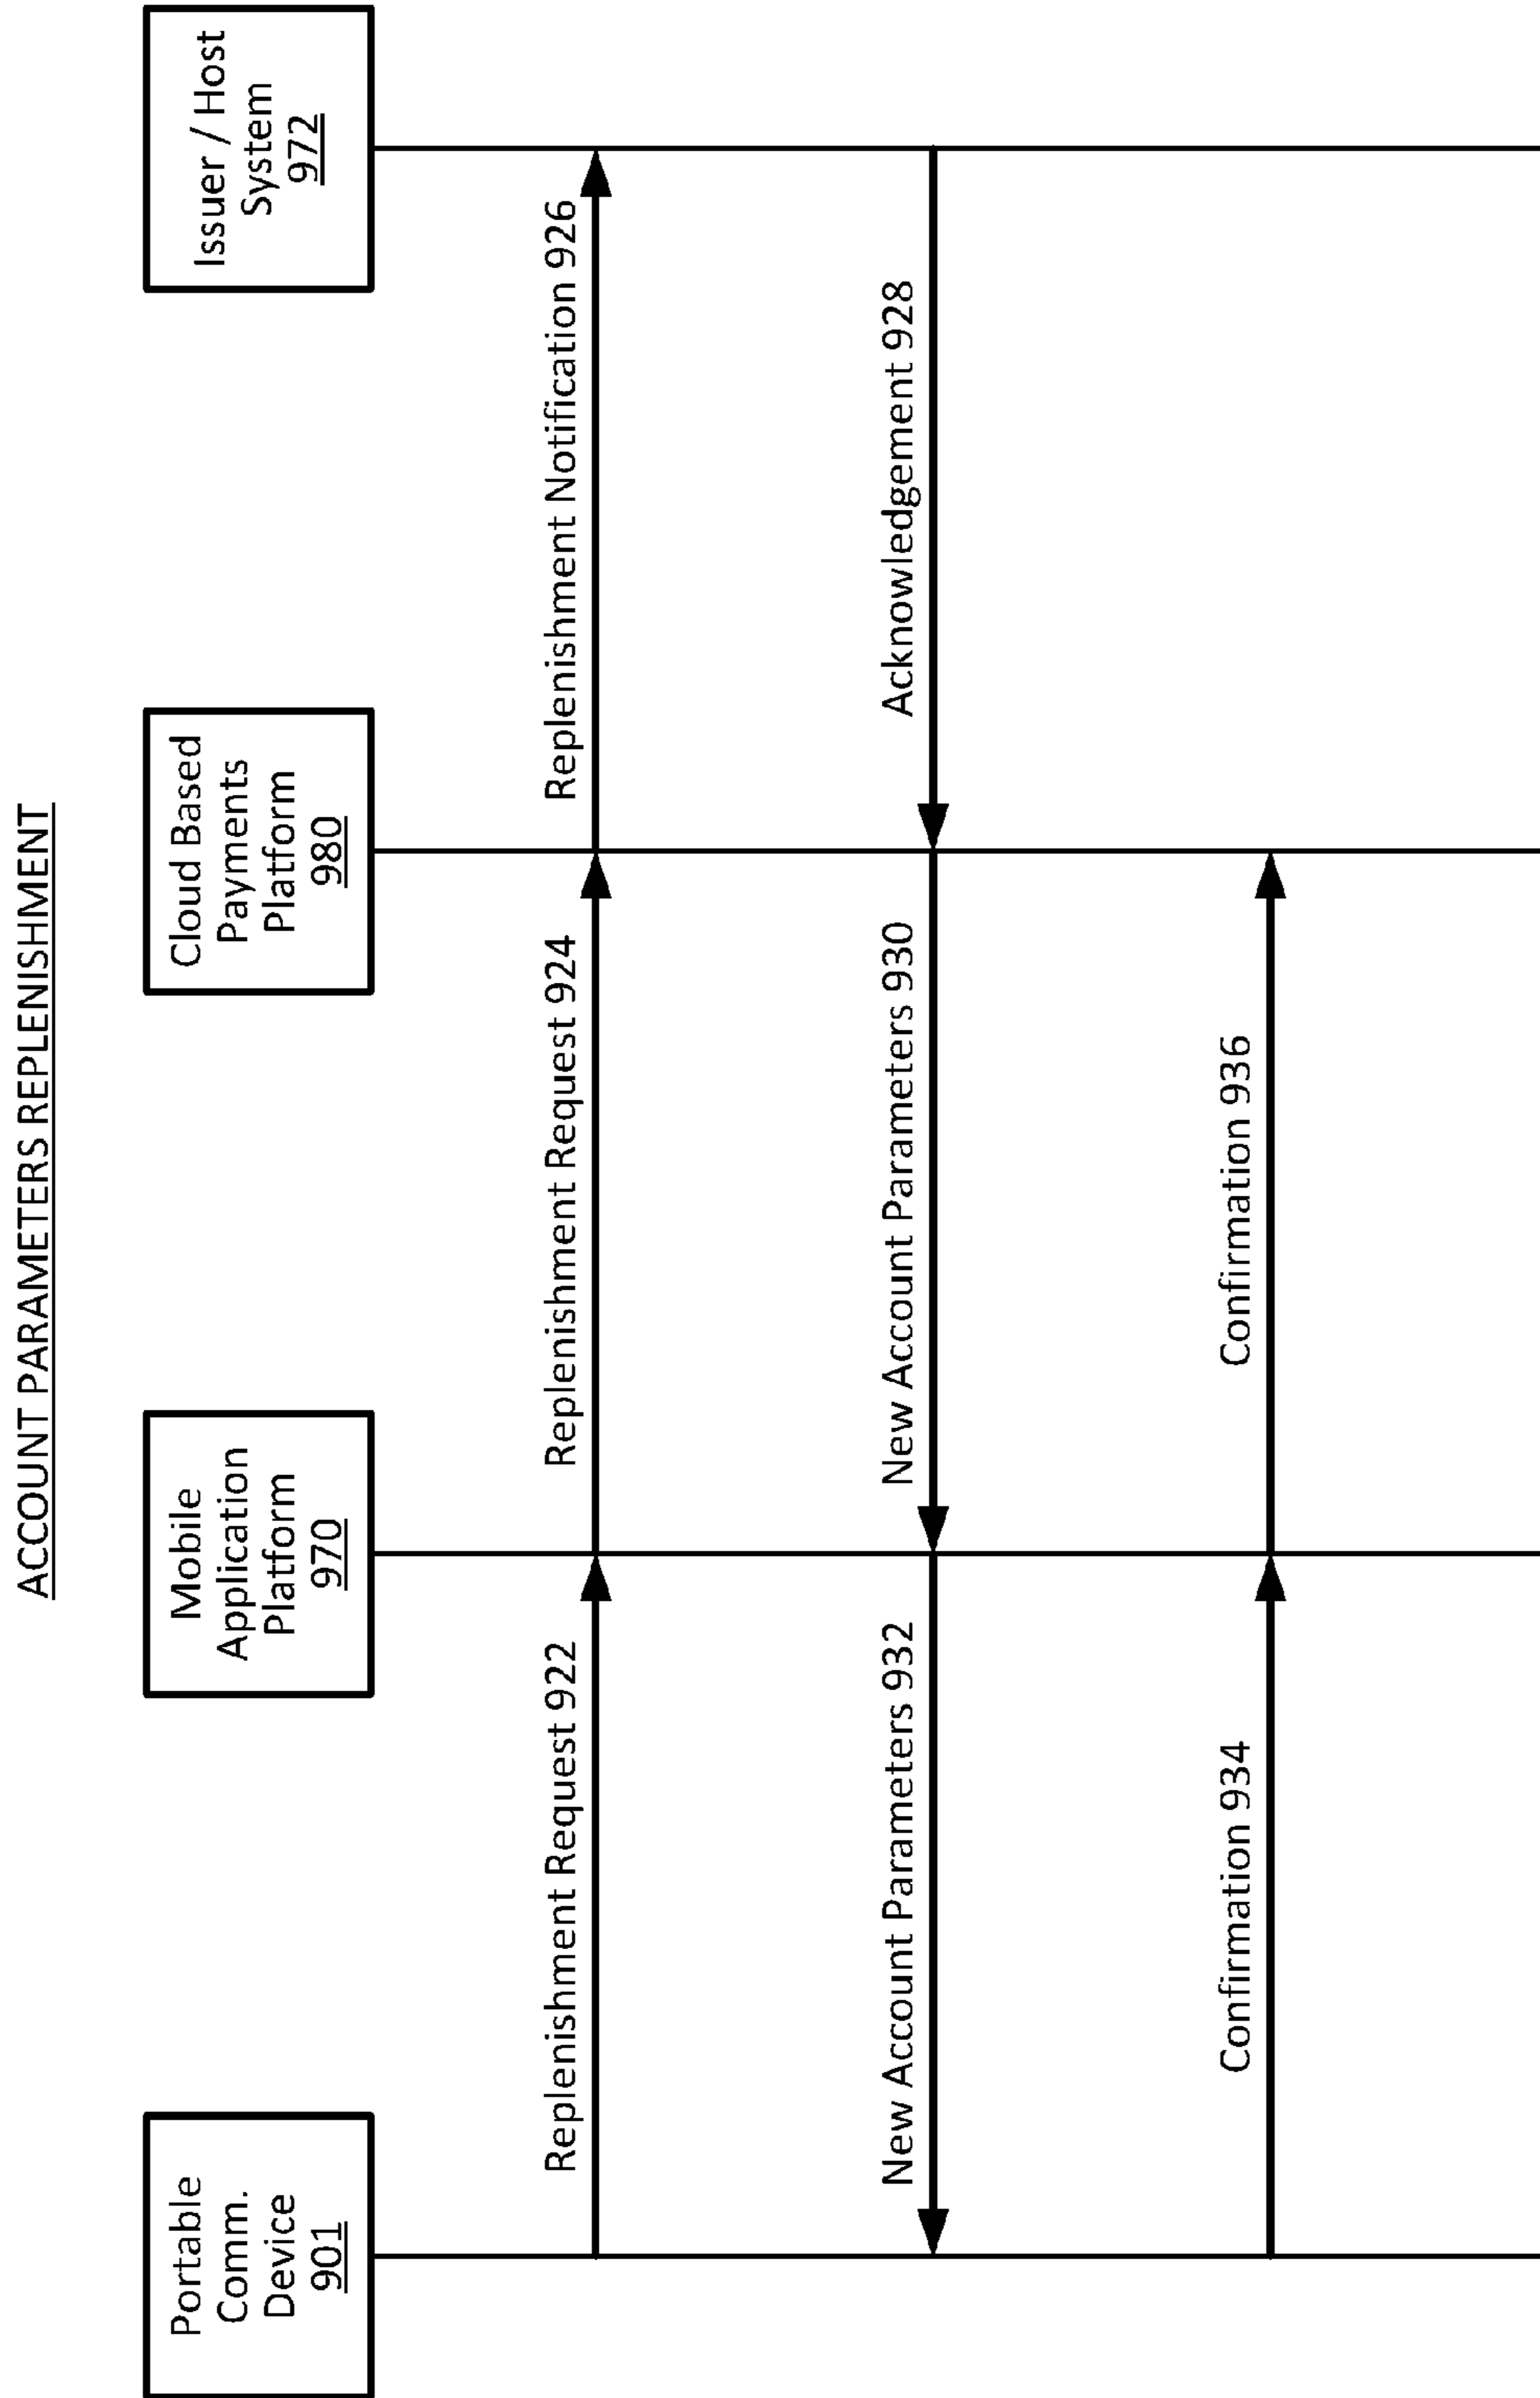 ACCOUNT PARAMETERS REPLENISHMENT
Portable
Comm.
Device
901
Mobile
Application
Platform
970
Cloud Based
Payments
Platform
980
Issuer / Host
System
972
Replenishment Request 922
Replenishment Request 924
Replenishment Notification 926
New Account Parameters 932
New Account Parameters 930
Acknowledgement 928
Confirmation 934
Confirmation 936